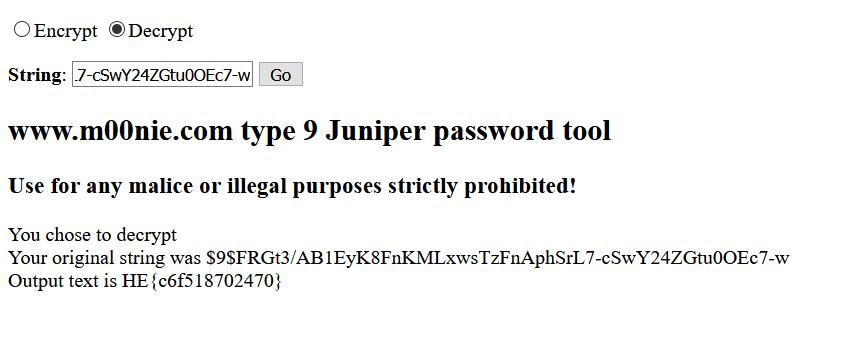 Encrypt Decrypt
String: .7-cSwY24ZGtu0OEc7-w Go
www.m00nie.com type 9 Juniper password tool
Use for any malice or illegal purposes strictly prohibited!
You chose to decrypt
Your original string was $9$FRGt3/AB1EyK8FnKMLxwsTzFnAphSrL7-cSwY24ZGtu0OEc7-w
Output text is HE{c6f518702470}